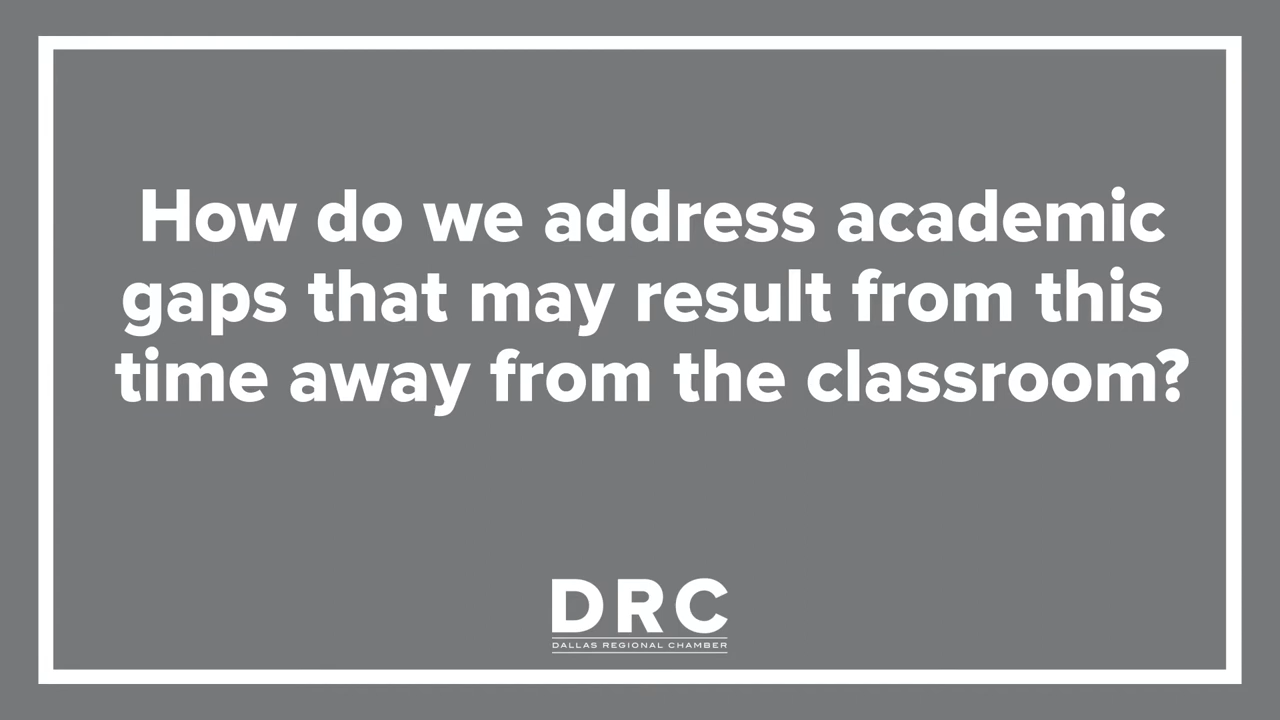 How do we address academic
gaps that may result from this
time away from the classroom?
DRC
DALLAS REGIONAL CHAMBER